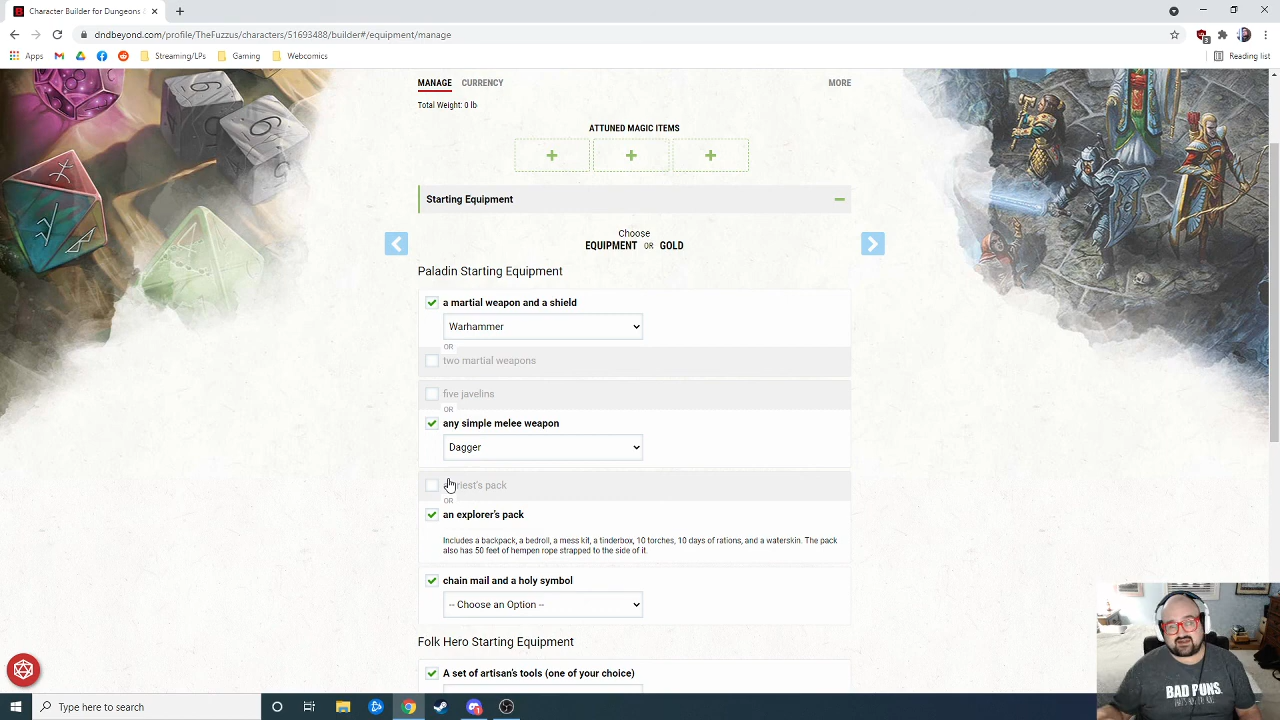 Character Builder for Dungeons
dndbeyond.com/profile/TheFuzzus/characters/51693488/builder#/equipment/manage
3
Apps
Streaming/LPs
Gaming
Webcomics
Reading list
MANAGE
CURRENCY
MORE
Total Weight: 0 lb
ATTUNED MAGIC ITEMS
Starting Equipment
Choose
EQUIPMENT OR GOLD
Paladin Starting Equipment
a martial weapon and a shield
Warhammer
OR
two martial weapons
five javelins
OR
any simple melee weapon
Dagger
priest's pack
OR
an explorer's pack
Includes a backpack, a bedroll, a mess kit, a tinderbox, 10 torches, 10 days of rations, and a waterskin. The pack
also has 50 feet of hempen rope strapped to the side of it.
chain mail and a holy symbol
-- Choose an Option --
Folk Hero Starting Equipment
A set of artisan's tools (one of your choice)
BAD PUNS.
Type here to search